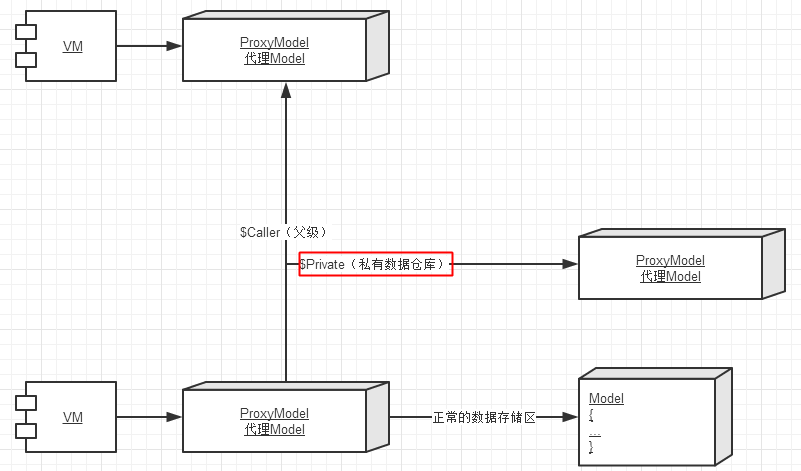 VM
ProxyModel
代理Model
$Caller（父级）
$Private（私有数据仓库）
ProxyModel
代理Model
VM
ProxyModel
代理Model
正常的数据存储区
Model
{
...
}